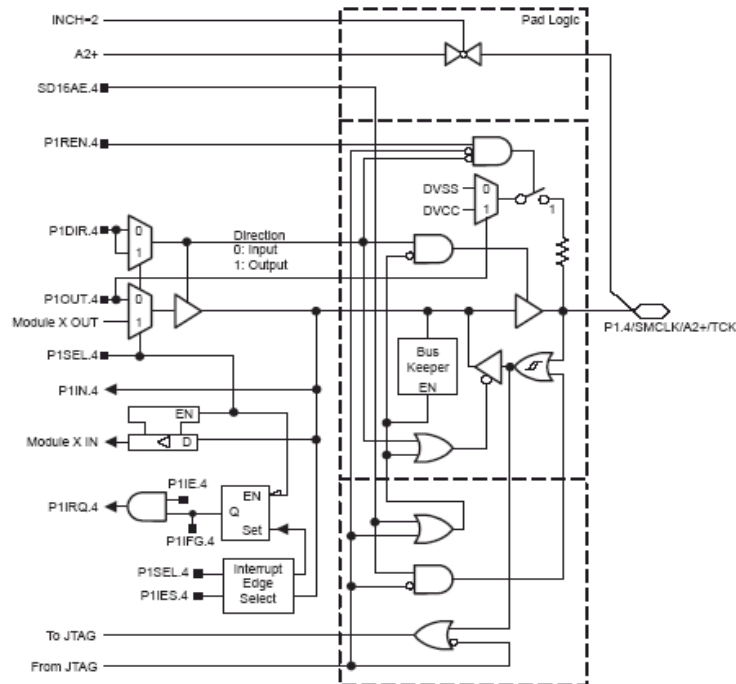 INCH=2
Pad Logic
A2+
SD16AE.4
P1REN.4
DVSS
0
DVCC
1
1
P1DIR.4
0
1
Direction
0: Input
1: Output
P1OUT.4
0
1
Module X OUT
P1.4/SMCLK/A2+/TCK
P1SEL.4
Bus
Keeper
EN
P1IN.4
EN
Module X IN
D
P1IE.4
P1IRQ.4
EN
Q
Set
P1IFG.4
P1SEL.4
Interrupt
Edge
Select
P1IES.4
To JTAG
From JTAG